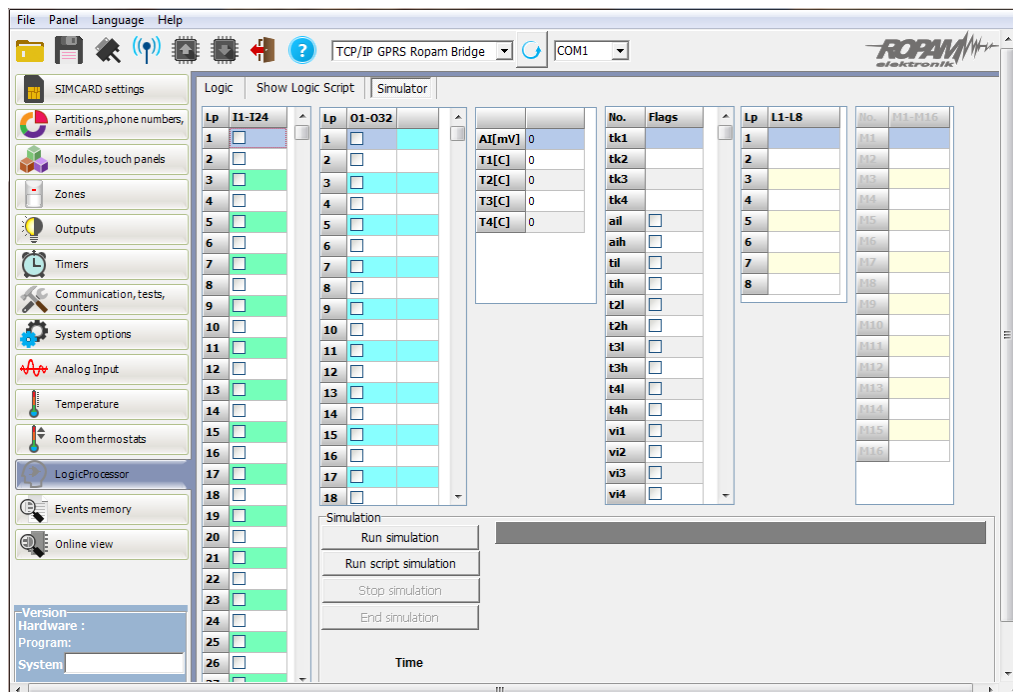 File Panel Language Help
TCP/IP GPRS Ropam Bridge COM1
ROPAM
elektronik
SIMCARD settings
Partitions,phone numbers,
e-mails
Modules, touch panels
Zones
Outputs
Timers
Communication, tests,
counters
System options
Analog Input
Temperature
Room thermostats
LogicProcessor
Events memory
Online view
Version
Hardware :
Program:
System
Logic Show Logic Script Simulator
Lp I1-I24
1
2
3
4
5
6
7
8
9
10
11
12
13
14
15
16
17
18
19
20
21
22
23
24
25
26
27
Lp O1-O32
1
2
3
4
5
6
7
8
9
10
11
12
13
14
15
16
17
18
AI[mV] 0
T1[C] 0
T2[C] 0
T3[C] 0
T4[C] 0
No. Flags
tk1
tk2
tk3
tk4
ail
aih
til
tih
t2l
t2h
t3l
t3h
t4l
t4h
vi1
vi2
vi3
vi4
Lp L1-L8
1
2
3
4
5
6
7
8
No. M1-M16
M1
M2
M3
M4
M5
M6
M7
M8
M9
M10
M11
M12
M13
M14
M15
M16
Simulation
Run simulation
Run script simulation
Stop simulation
End simulation
Time